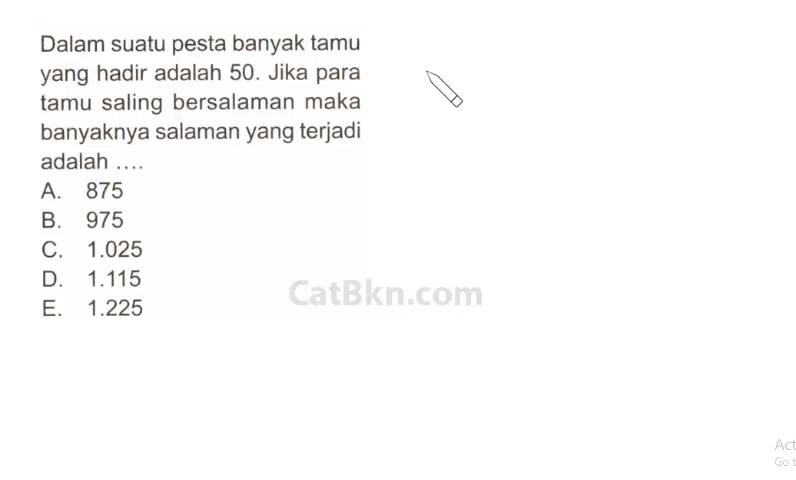 Dalam suatu pesta banyak tamu
yang hadir adalah 50. Jika para
tamu saling bersalaman maka
banyaknya salaman yang terjadi
adalah ....
A. 875
B. 975
C. 1.025
D. 1.115
E. 1.225
CatBkn.com
Act
Go t